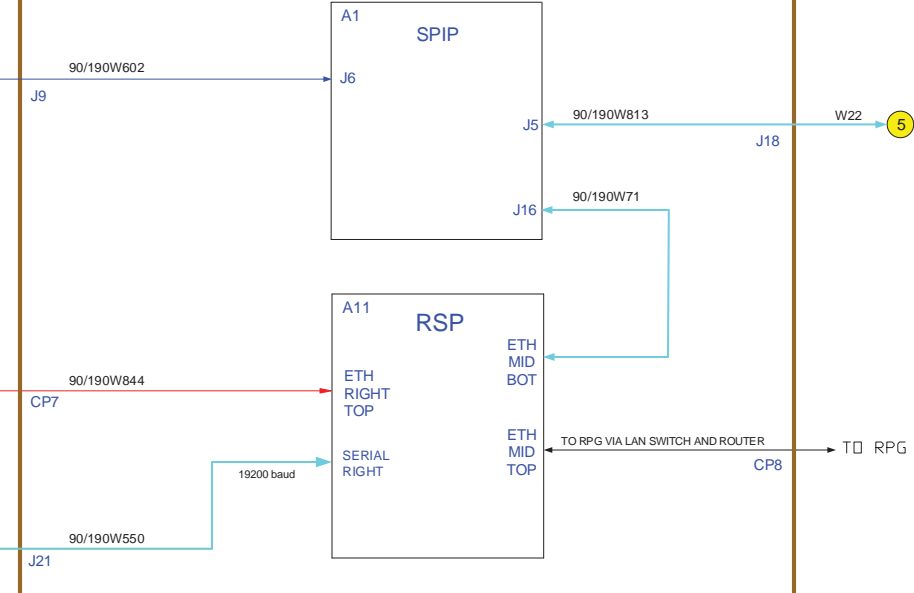 A1
SPIP
90/190W602
J9
J6
90/190W813
W22
5
J5
J18
90/190W71
J16
A11
RSP
ETH
MID
BOT
90/190W844
CP7
ETH
RIGHT
TOP
ETH
MID
TOP
TO RPG VIA LAN SWITCH AND ROUTER
TO RPG
CP8
SERIAL
RIGHT
19200 baud
90/190W550
J21